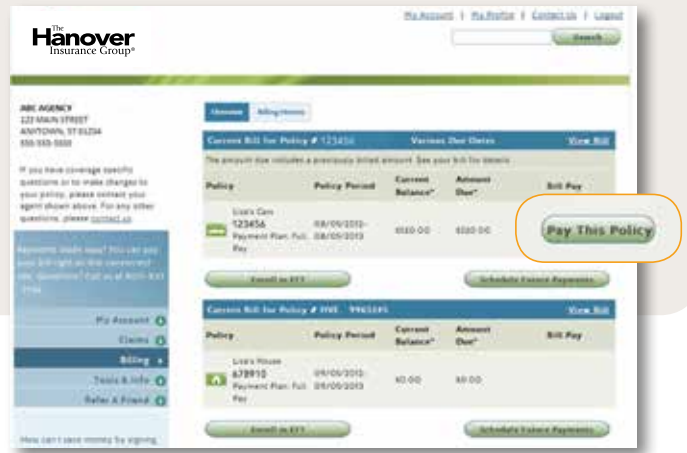 My Account | My Profile | Contact Us | Logout
The
Hanover
Insurance Group®
Search
ABC AGENCY
123 MAIN STREET
ANYTOWN, ST 01234
555-555-5555
Overview Billing History
Current Bill for Policy # 123456 Various Due Dates View Bill
The amount due includes a previously billed amount. See your bill for details.
If you have coverage specific
questions or to make changes to
your policy, please contact your
agent shown above. For any other
questions, please contact us
Policy Policy Period Current Balance* Amount Due* Bill Pay
Lisa's Cars
123456
Payment Plan: Full
Pay
08/09/2012-
08/09/2013
Pay This Policy
Enroll in EFT Schedule Future Payments
Current Bill for Policy # View Bill
Policy Policy Period Current Balance* Amount Due* Bill Pay
Lisa's House
678910
Payment Plan: Full
Pay
09/09/2012-
09/09/2013
$0.00 $0.00
Enroll in EFT Schedule Future Payments
My Account
Claims
Billing
Tools & Info
Refer A Friend
How can I save money by signing